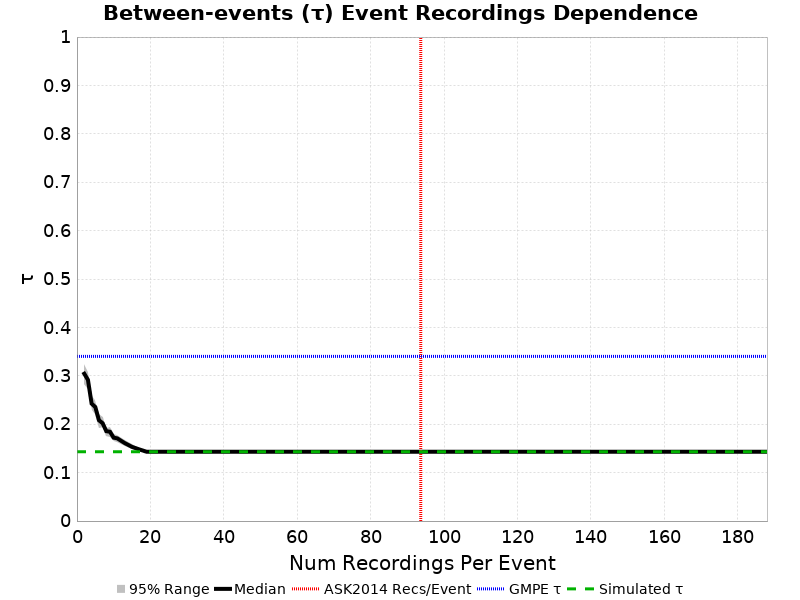 Between-events (τ) Event Recordings Dependence
1
0.9
0.8
0.7
0.6
0.5
0.4
0.3
0.2
0.1
0
τ
0 20 40 60 80 100 120 140 160 180
Num Recordings Per Event
95% Range Median ASK2014 Recs/Event GMPE τ Simulated τ